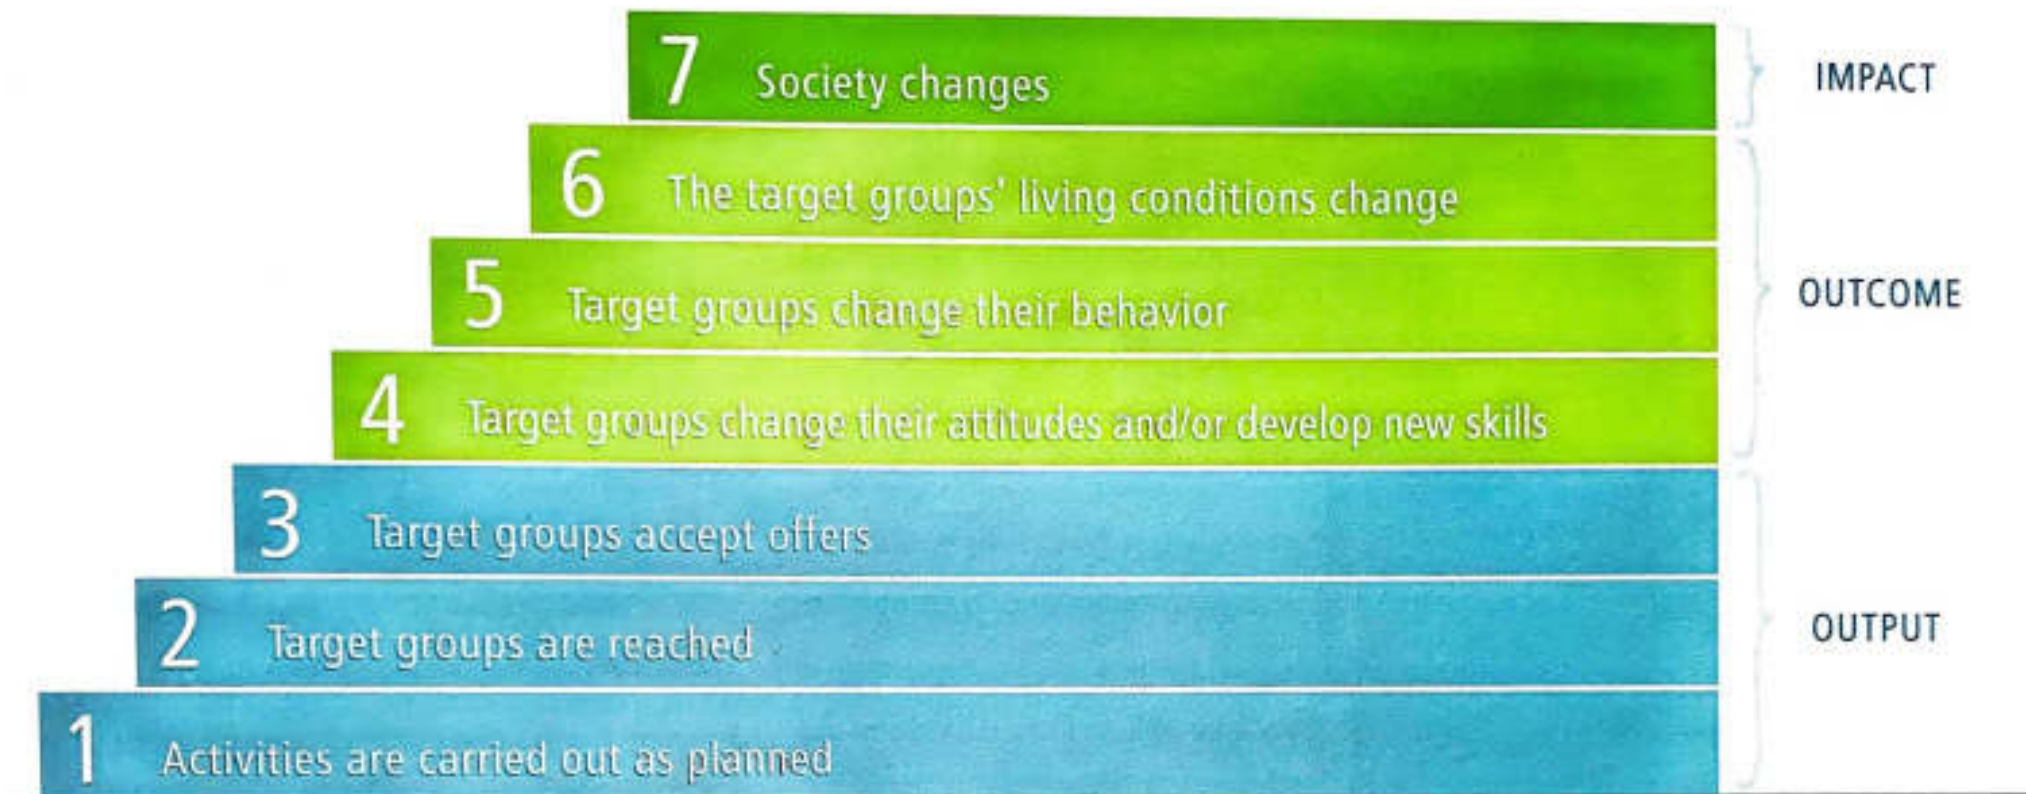 7 Society changes
IMPACT
6 The target groups' living conditions change
5 Target groups change their behavior
OUTCOME
4 Target groups change their attitudes and/or develop new skills
3 Target groups accept offers
2 Target groups are reached
OUTPUT
1 Activities are carried out as planned